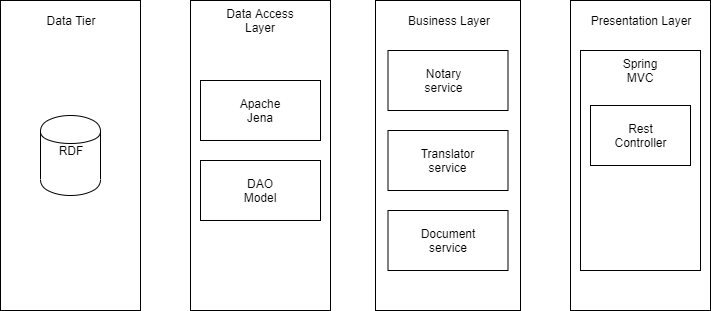 Data Tier
RDF
Data Access
Layer
Apache
Jena
DAO
Model
Business Layer
Notary
service
Translator
service
Document
service
Presentation Layer
Spring
MVC
Rest
Controller